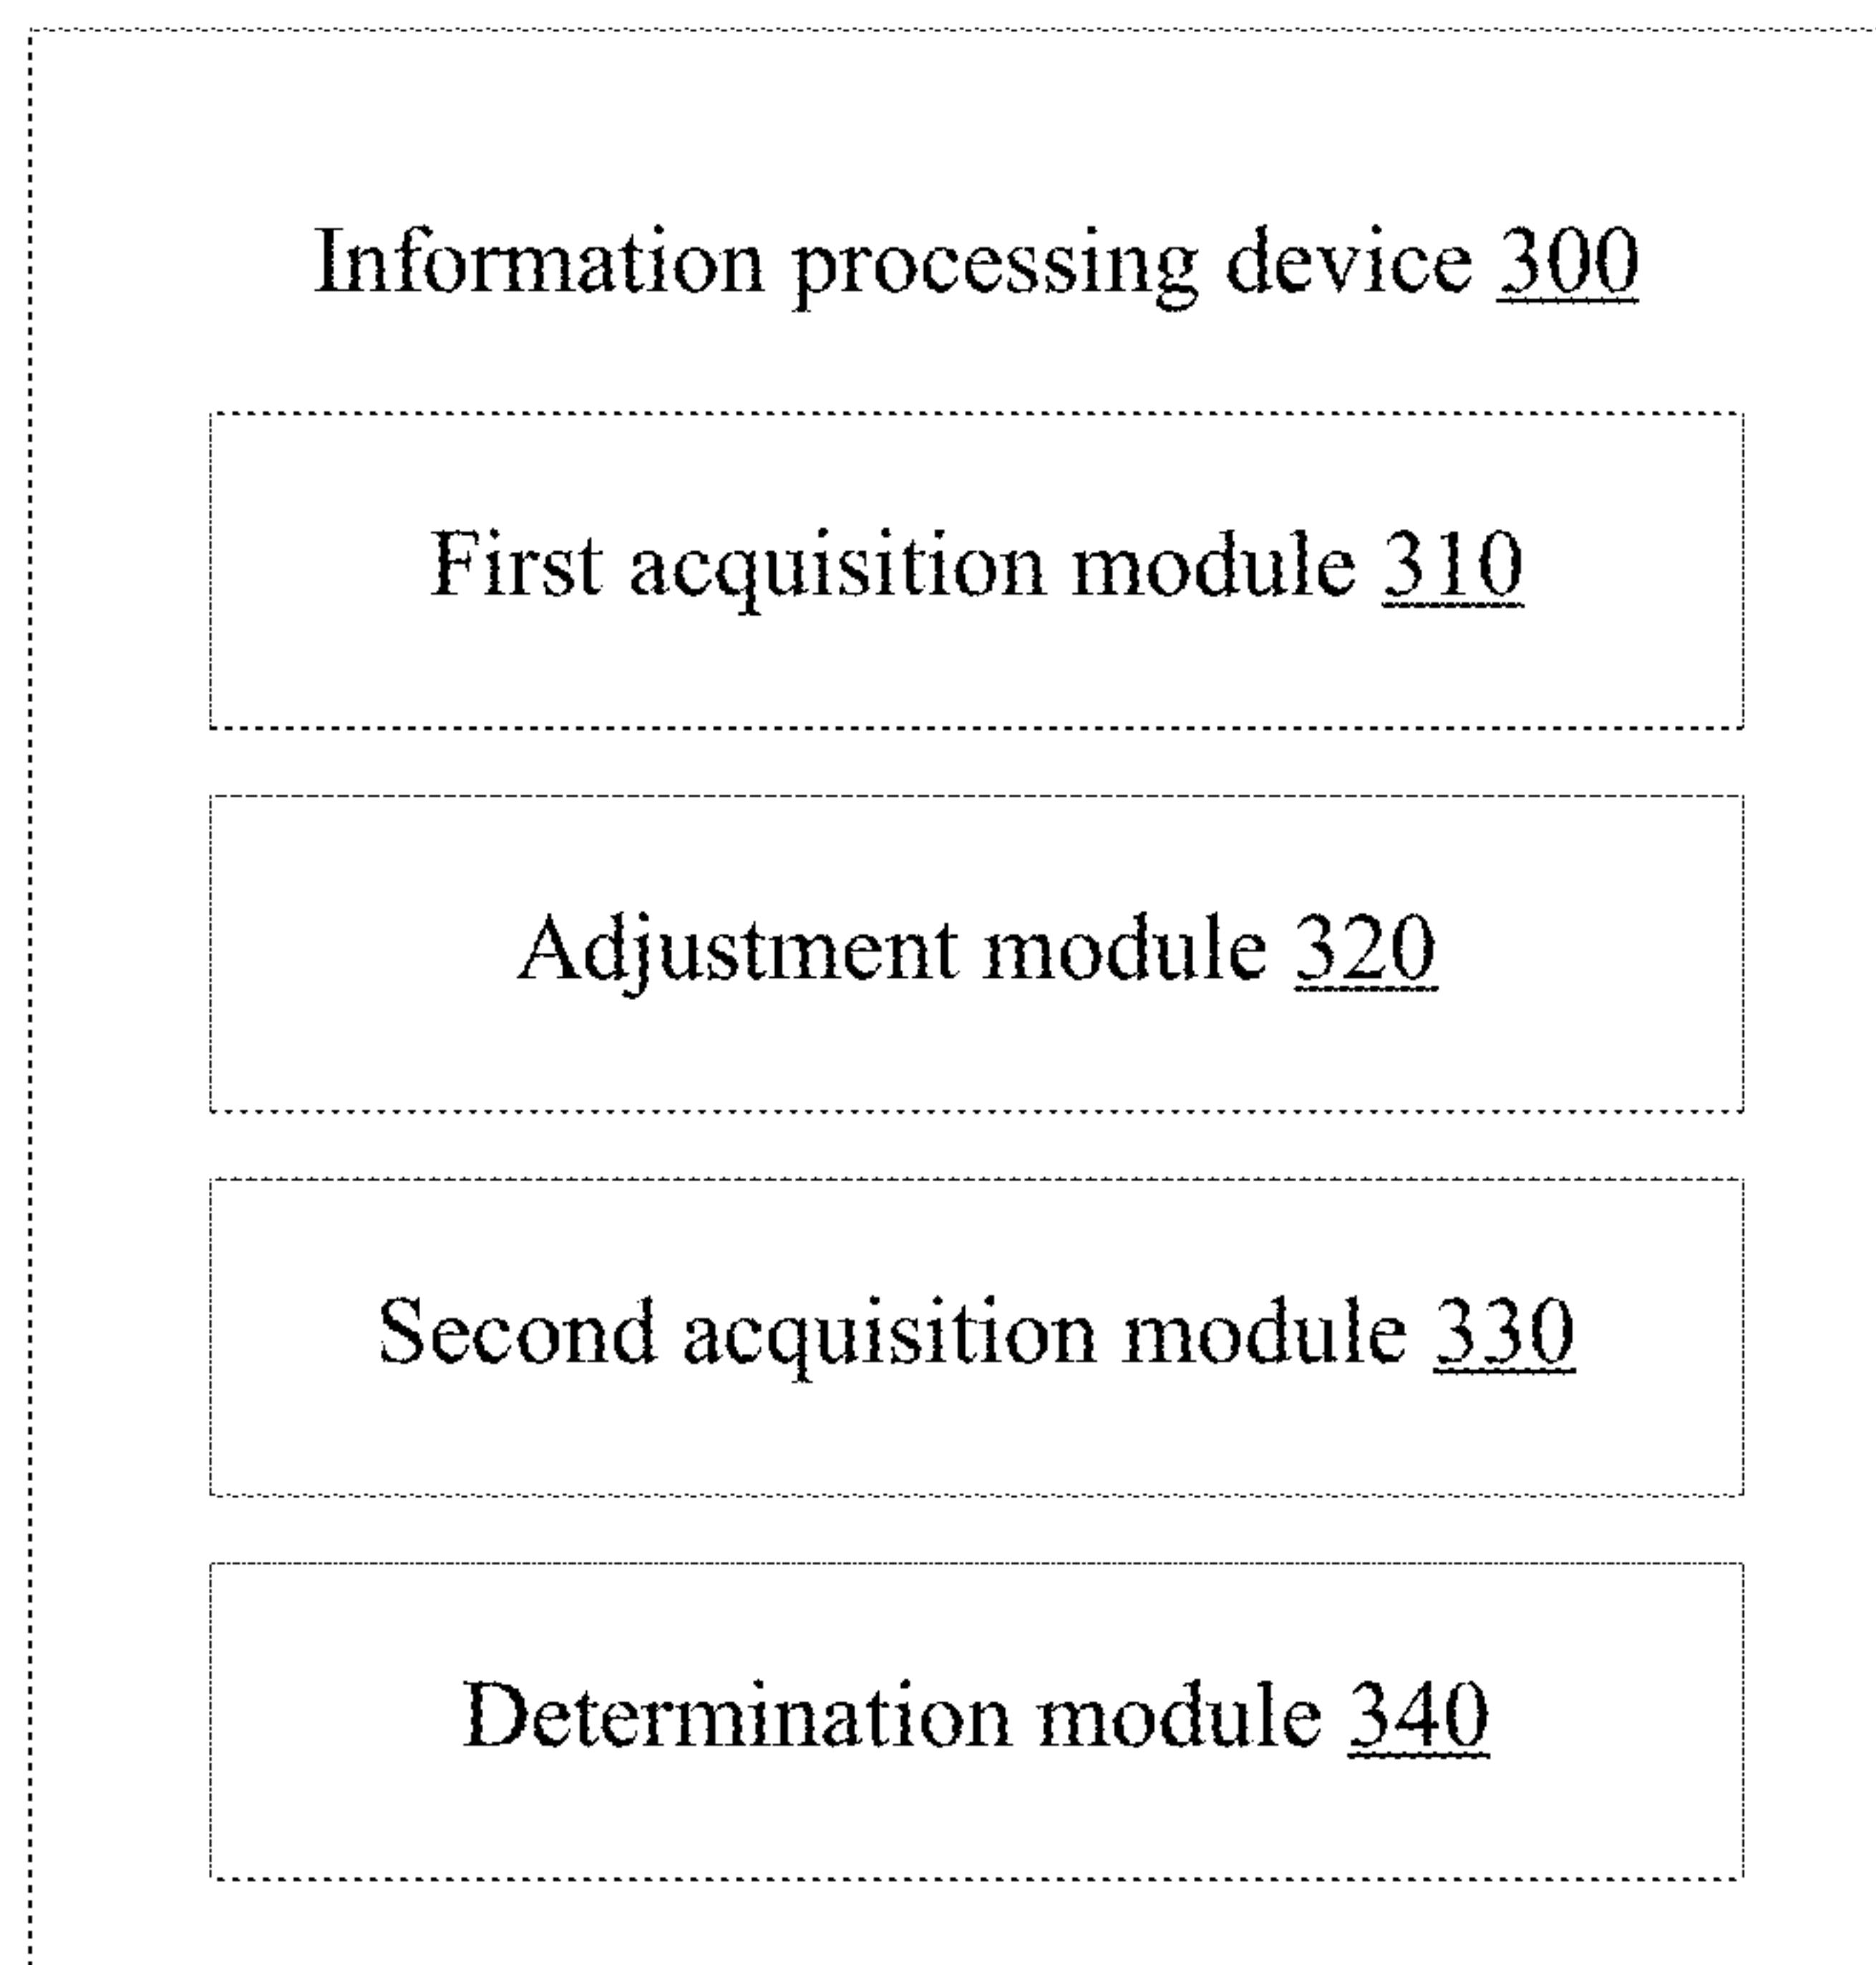 Information processing device 300
First acquisition module 310
Adjustment module 320
Second acquisition module 330
Determination module 340